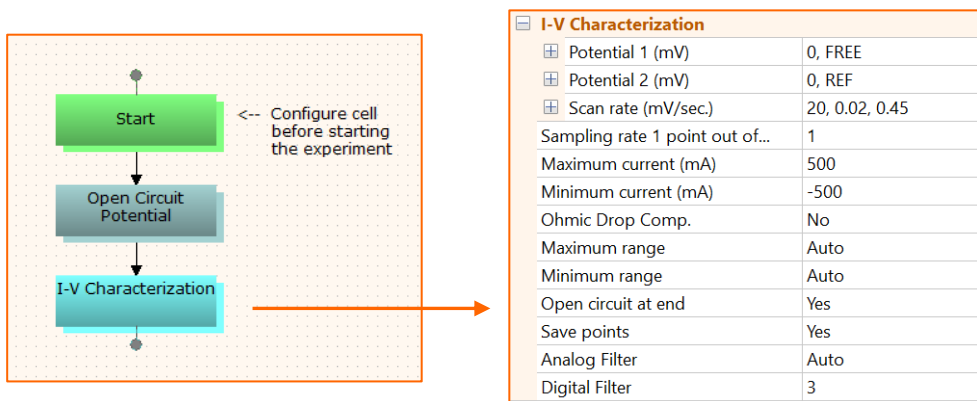 Start
<-- Configure cell
before starting
the experiment
Open Circuit
Potential
I-V Characterization
I-V Characterization
Potential 1 (mV) 0, FREE
Potential 2 (mV) 0, REF
Scan rate (mV/sec.) 20, 0.02, 0.45
Sampling rate 1 point out of... 1
Maximum current (mA) 500
Minimum current (mA) -500
Ohmic Drop Comp. No
Maximum range Auto
Minimum range Auto
Open circuit at end Yes
Save points Yes
Analog Filter Auto
Digital Filter 3